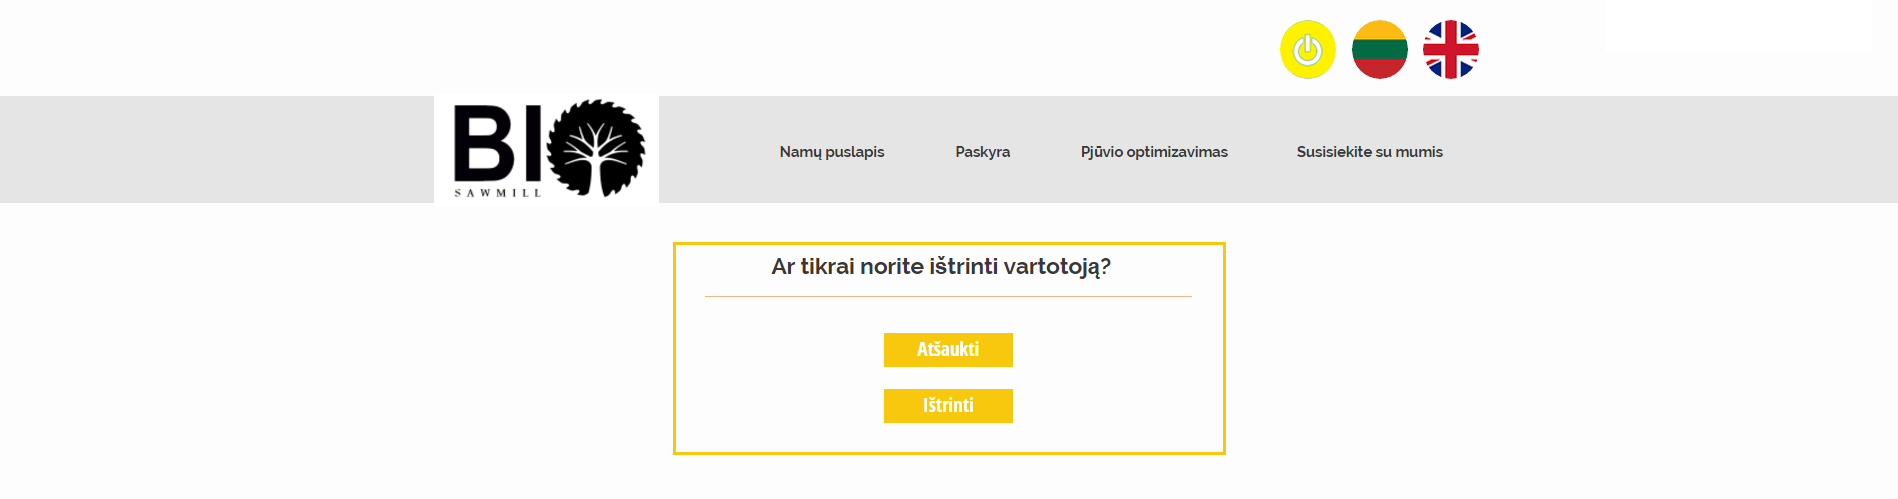 BIO
SAWMILL
Namų puslapis Paskyra Pjūvio optimizavimas Susisiekite su mumis
Ar tikrai norite ištrinti vartotoją?
Atšaukti
Ištrinti